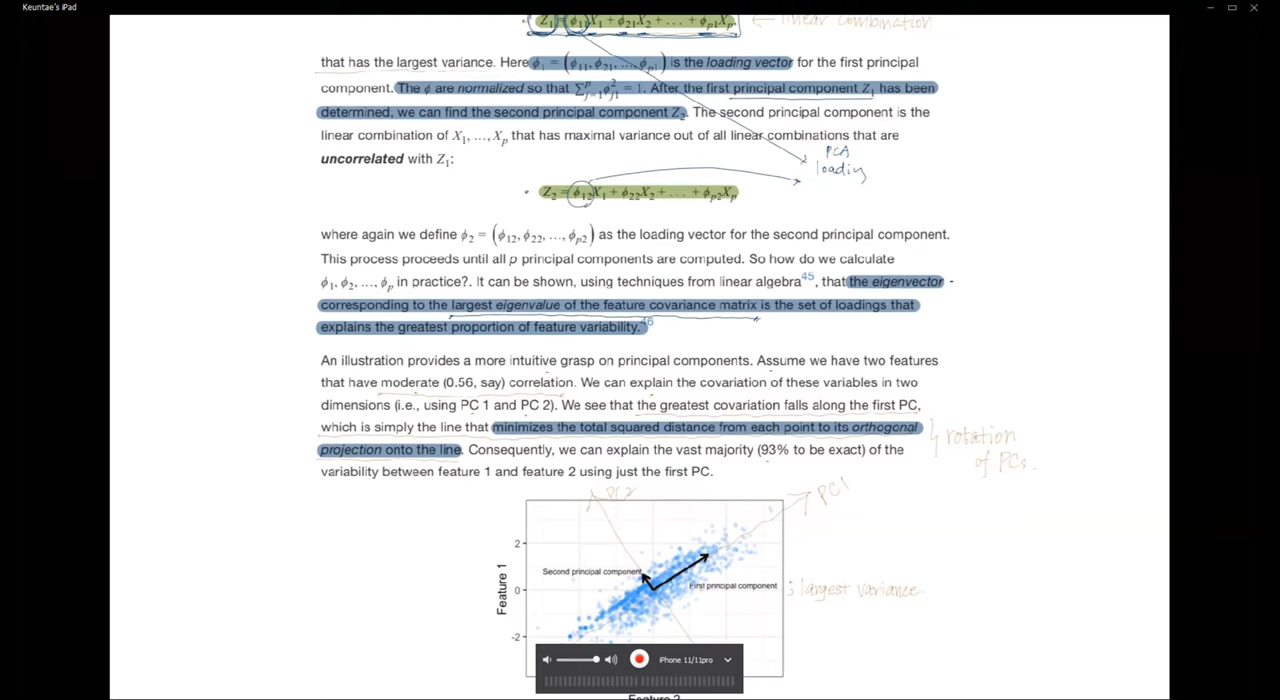 Keuntae's iPad
Z₁ = ϕ₁₁X₁ + ϕ₂₁X₂ + . . . + ϕₚ₁Xₚ.
← linear combination
that has the largest variance. Here ϕ₁ = (ϕ₁₁, ϕ₂₁, ..., ϕₚ₁) is the loading vector for the first principal
component. The ϕ are normalized so that ∑ᵖⱼ₌₁ϕ²ⱼ₁ = 1. After the first principal component Z₁ has been
determined, we can find the second principal component Z₂. The second principal component is the
linear combination of X₁, ..., Xₚ that has maximal variance out of all linear combinations that are
uncorrelated with Z₁:
PCA
loading
Z₂ = ϕ₁₂X₁ + ϕ₂₂X₂ + . . . + ϕₚ₂Xₚ
where again we define ϕ₂ = (ϕ₁₂, ϕ₂₂, ..., ϕₚ₂) as the loading vector for the second principal component.
This process proceeds until all p principal components are computed. So how do we calculate
ϕ₁, ϕ₂, ..., ϕₚ in practice?. It can be shown, using techniques from linear algebra⁴⁵, that the eigenvector
corresponding to the largest eigenvalue of the feature covariance matrix is the set of loadings that
explains the greatest proportion of feature variability.⁴⁶
An illustration provides a more intuitive grasp on principal components. Assume we have two features
that have moderate (0.56, say) correlation. We can explain the covariation of these variables in two
dimensions (i.e., using PC 1 and PC 2). We see that the greatest covariation falls along the first PC,
which is simply the line that minimizes the total squared distance from each point to its orthogonal
projection onto the line. Consequently, we can explain the vast majority (93% to be exact) of the
variability between feature 1 and feature 2 using just the first PC.
rotation
of PCs.
PC2
PC1
2
Second principal component
First principal component
; largest variance.
0
Feature 1
-2
iPhone 11/11pro